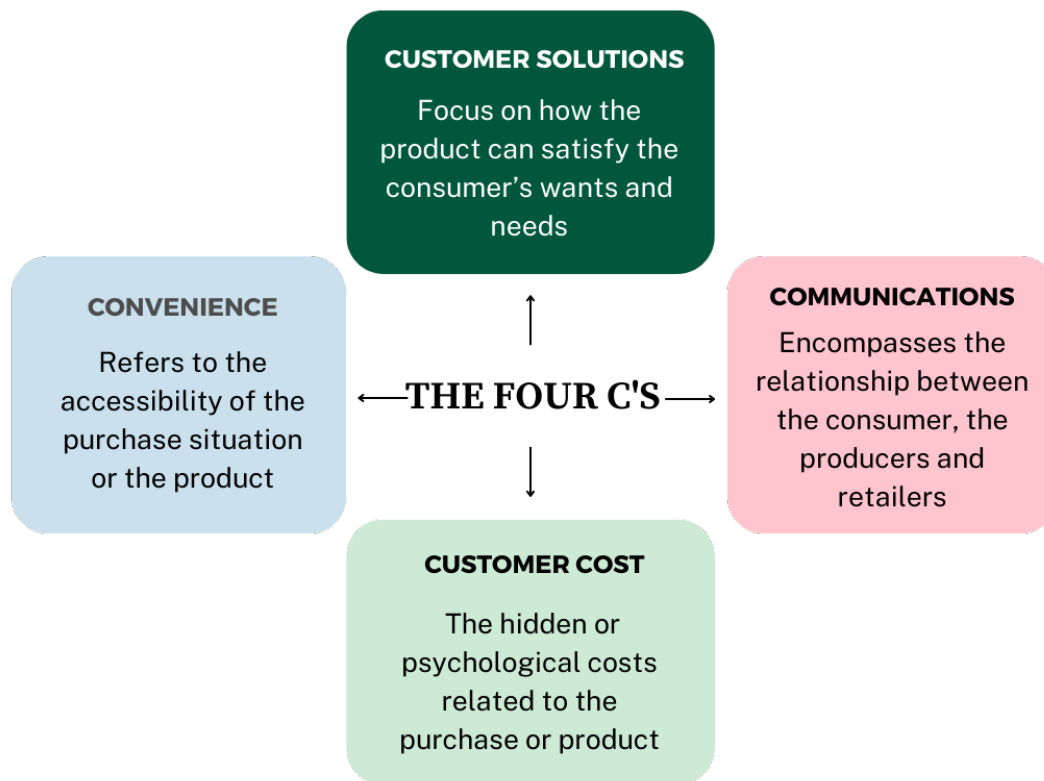 CUSTOMER SOLUTIONS
Focus on how the
product can satisfy the
consumer’s wants and
needs
CONVENIENCE
Refers to the
accessibility of the
purchase situation
or the product
THE FOUR C'S
COMMUNICATIONS
Encompasses the
relationship between
the consumer, the
producers and
retailers
CUSTOMER COST
The hidden or
psychological costs
related to the
purchase or product